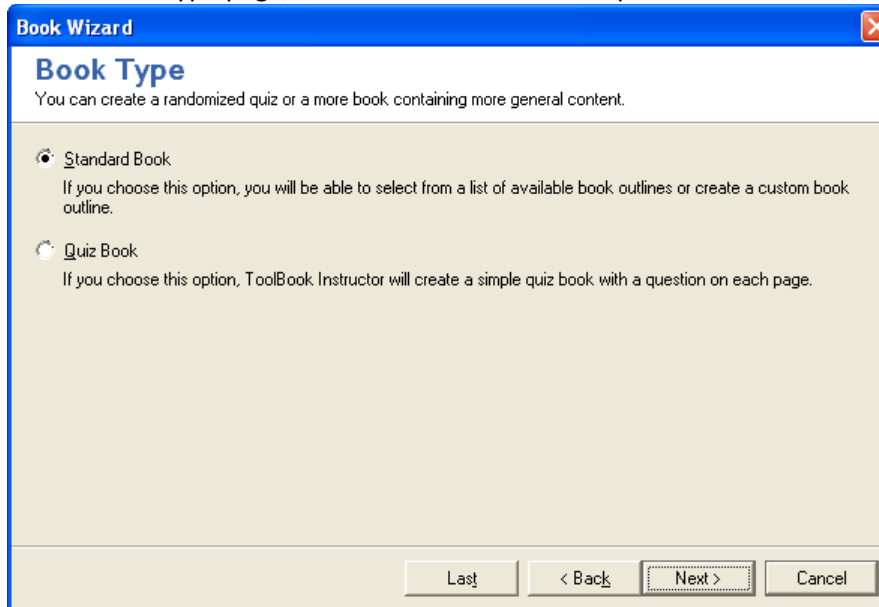 Book Wizard
Book Type
You can create a randomized quiz or a more book containing more general content.
Standard Book
If you choose this option, you will be able to select from a list of available book outlines or create a custom book
outline.
Quiz Book
If you choose this option, ToolBook Instructor will create a simple quiz book with a question on each page.
Last
< Back
Next >
Cancel